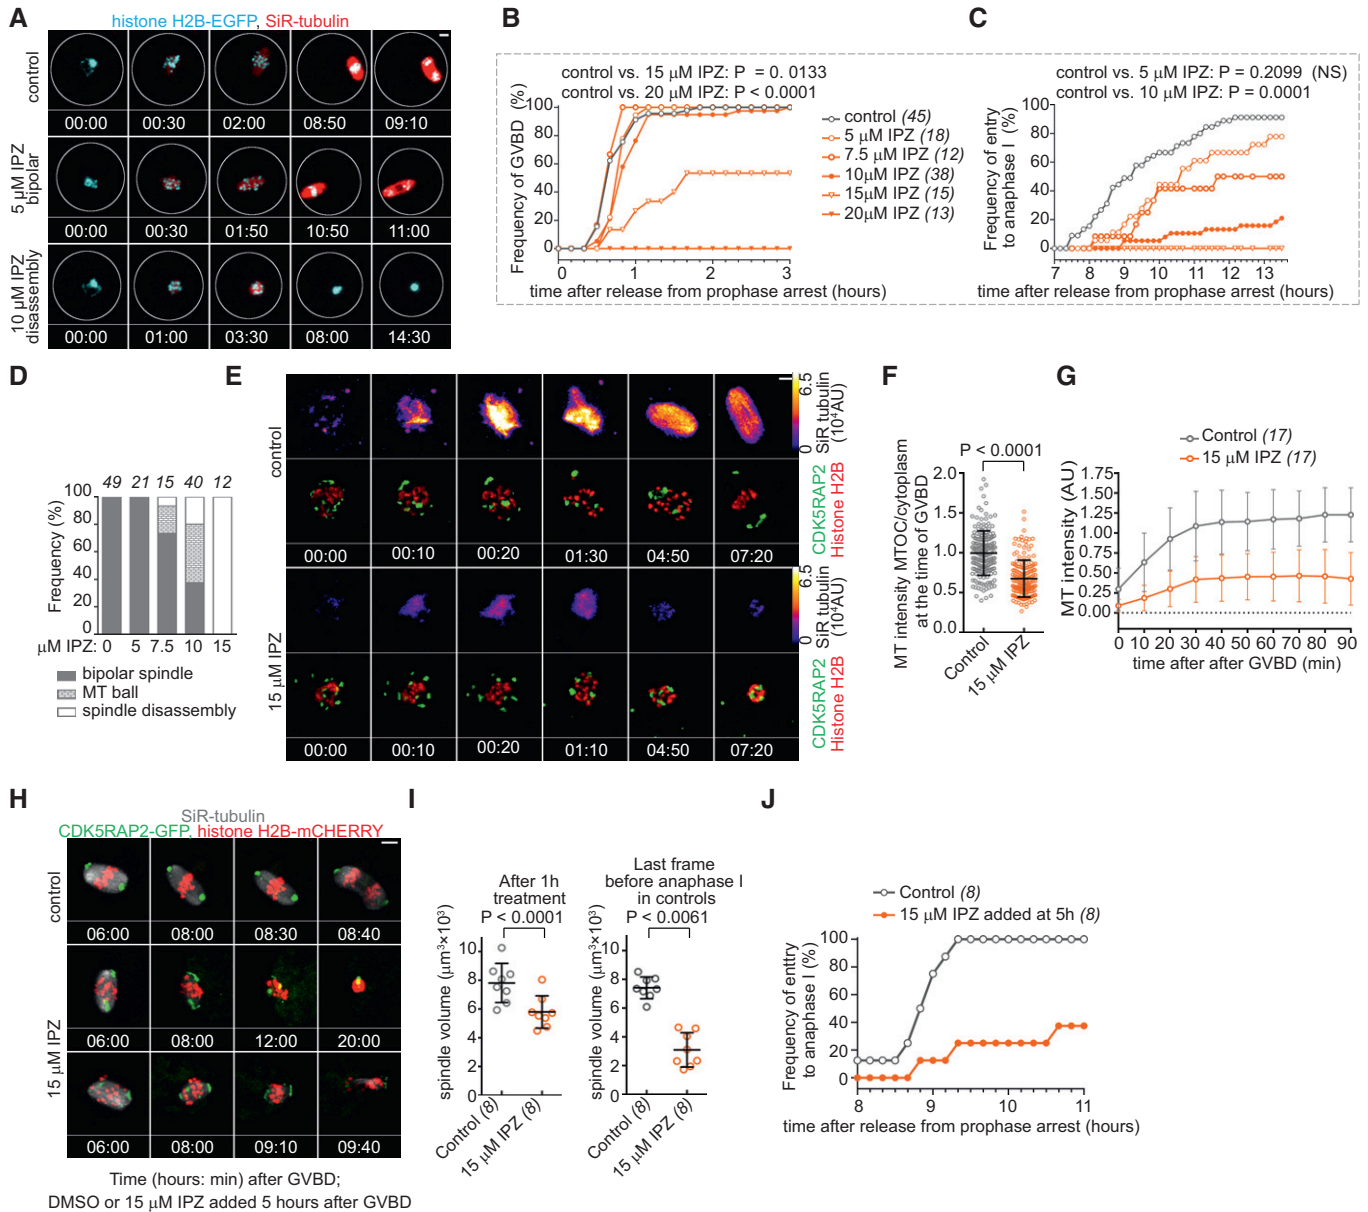 A
histone H2B-EGFP, SiR-tubulin
control
00:00 00:30 02:00 08:50 09:10
5 µM IPZ
bipolar
00:00 00:30 01:50 10:50 11:00
10 µM IPZ
disassembly
00:00 01:00 03:30 08:00 14:30
B
control vs. 15 µM IPZ: P = 0. 0133
control vs. 20 µM IPZ: P < 0.0001
Frequency of GVBD (%)
100
80
60
40
20
0
0 1 2 3
time after release from prophase arrest (hours)
control (45)
5 µM IPZ (18)
7.5 µM IPZ (12)
10µM IPZ (38)
15µM IPZ (15)
20µM IPZ (13)
C
control vs. 5 µM IPZ: P = 0.2099 (NS)
control vs. 10 µM IPZ: P = 0.0001
Frequency of entry
to anaphase I (%)
100
80
60
40
20
0
7 8 9 10 11 12 13
time after release from prophase arrest (hours)
D
49 21 15 40 12
Frequency (%)
100
80
60
40
20
0
µM IPZ: 0 5 7.5 10 15
bipolar spindle
MT ball
spindle disassembly
E
control
6.5
0
SiR tubulin
(10⁴AU)
CDK5RAP2
Histone H2B
00:00 00:10 00:20 01:30 04:50 07:20
15 µM IPZ
6.5
0
SiR tubulin
(10⁴AU)
CDK5RAP2
Histone H2B
00:00 00:10 00:20 01:10 04:50 07:20
F
P < 0.0001
MT intensity MTOC/cytoplasm
at the time of GVBD
2.0
1.5
1.0
0.5
0.0
Control
15 µM IPZ
G
Control (17)
15 µM IPZ (17)
MT intensity (AU)
1.75
1.50
1.25
1.00
0.75
0.50
0.25
0.00
0 10 20 30 40 50 60 70 80 90
time after after GVBD (min)
H
SiR-tubulin
CDK5RAP2-GFP, histone H2B-mCHERRY
control
06:00 08:00 08:30 08:40
15 µM IPZ
06:00 08:00 12:00 20:00
06:00 08:00 09:10 09:40
Time (hours: min) after GVBD;
DMSO or 15 µM IPZ added 5 hours after GVBD
I
After 1h
treatment
P < 0.0001
spindle volume (µm³×10³)
10
8
6
4
2
0
Control (8)
15 µM IPZ (8)
Last frame
before anaphase I
in controls
P < 0.0061
spindle volume (µm³×10³)
10
8
6
4
2
0
Control (8)
15 µM IPZ (8)
J
Control (8)
15 µM IPZ added at 5h (8)
Frequency of enttry
to anaphase I (%)
100
80
60
40
20
0
8 9 10 11
time after release from prophase arrest (hours)